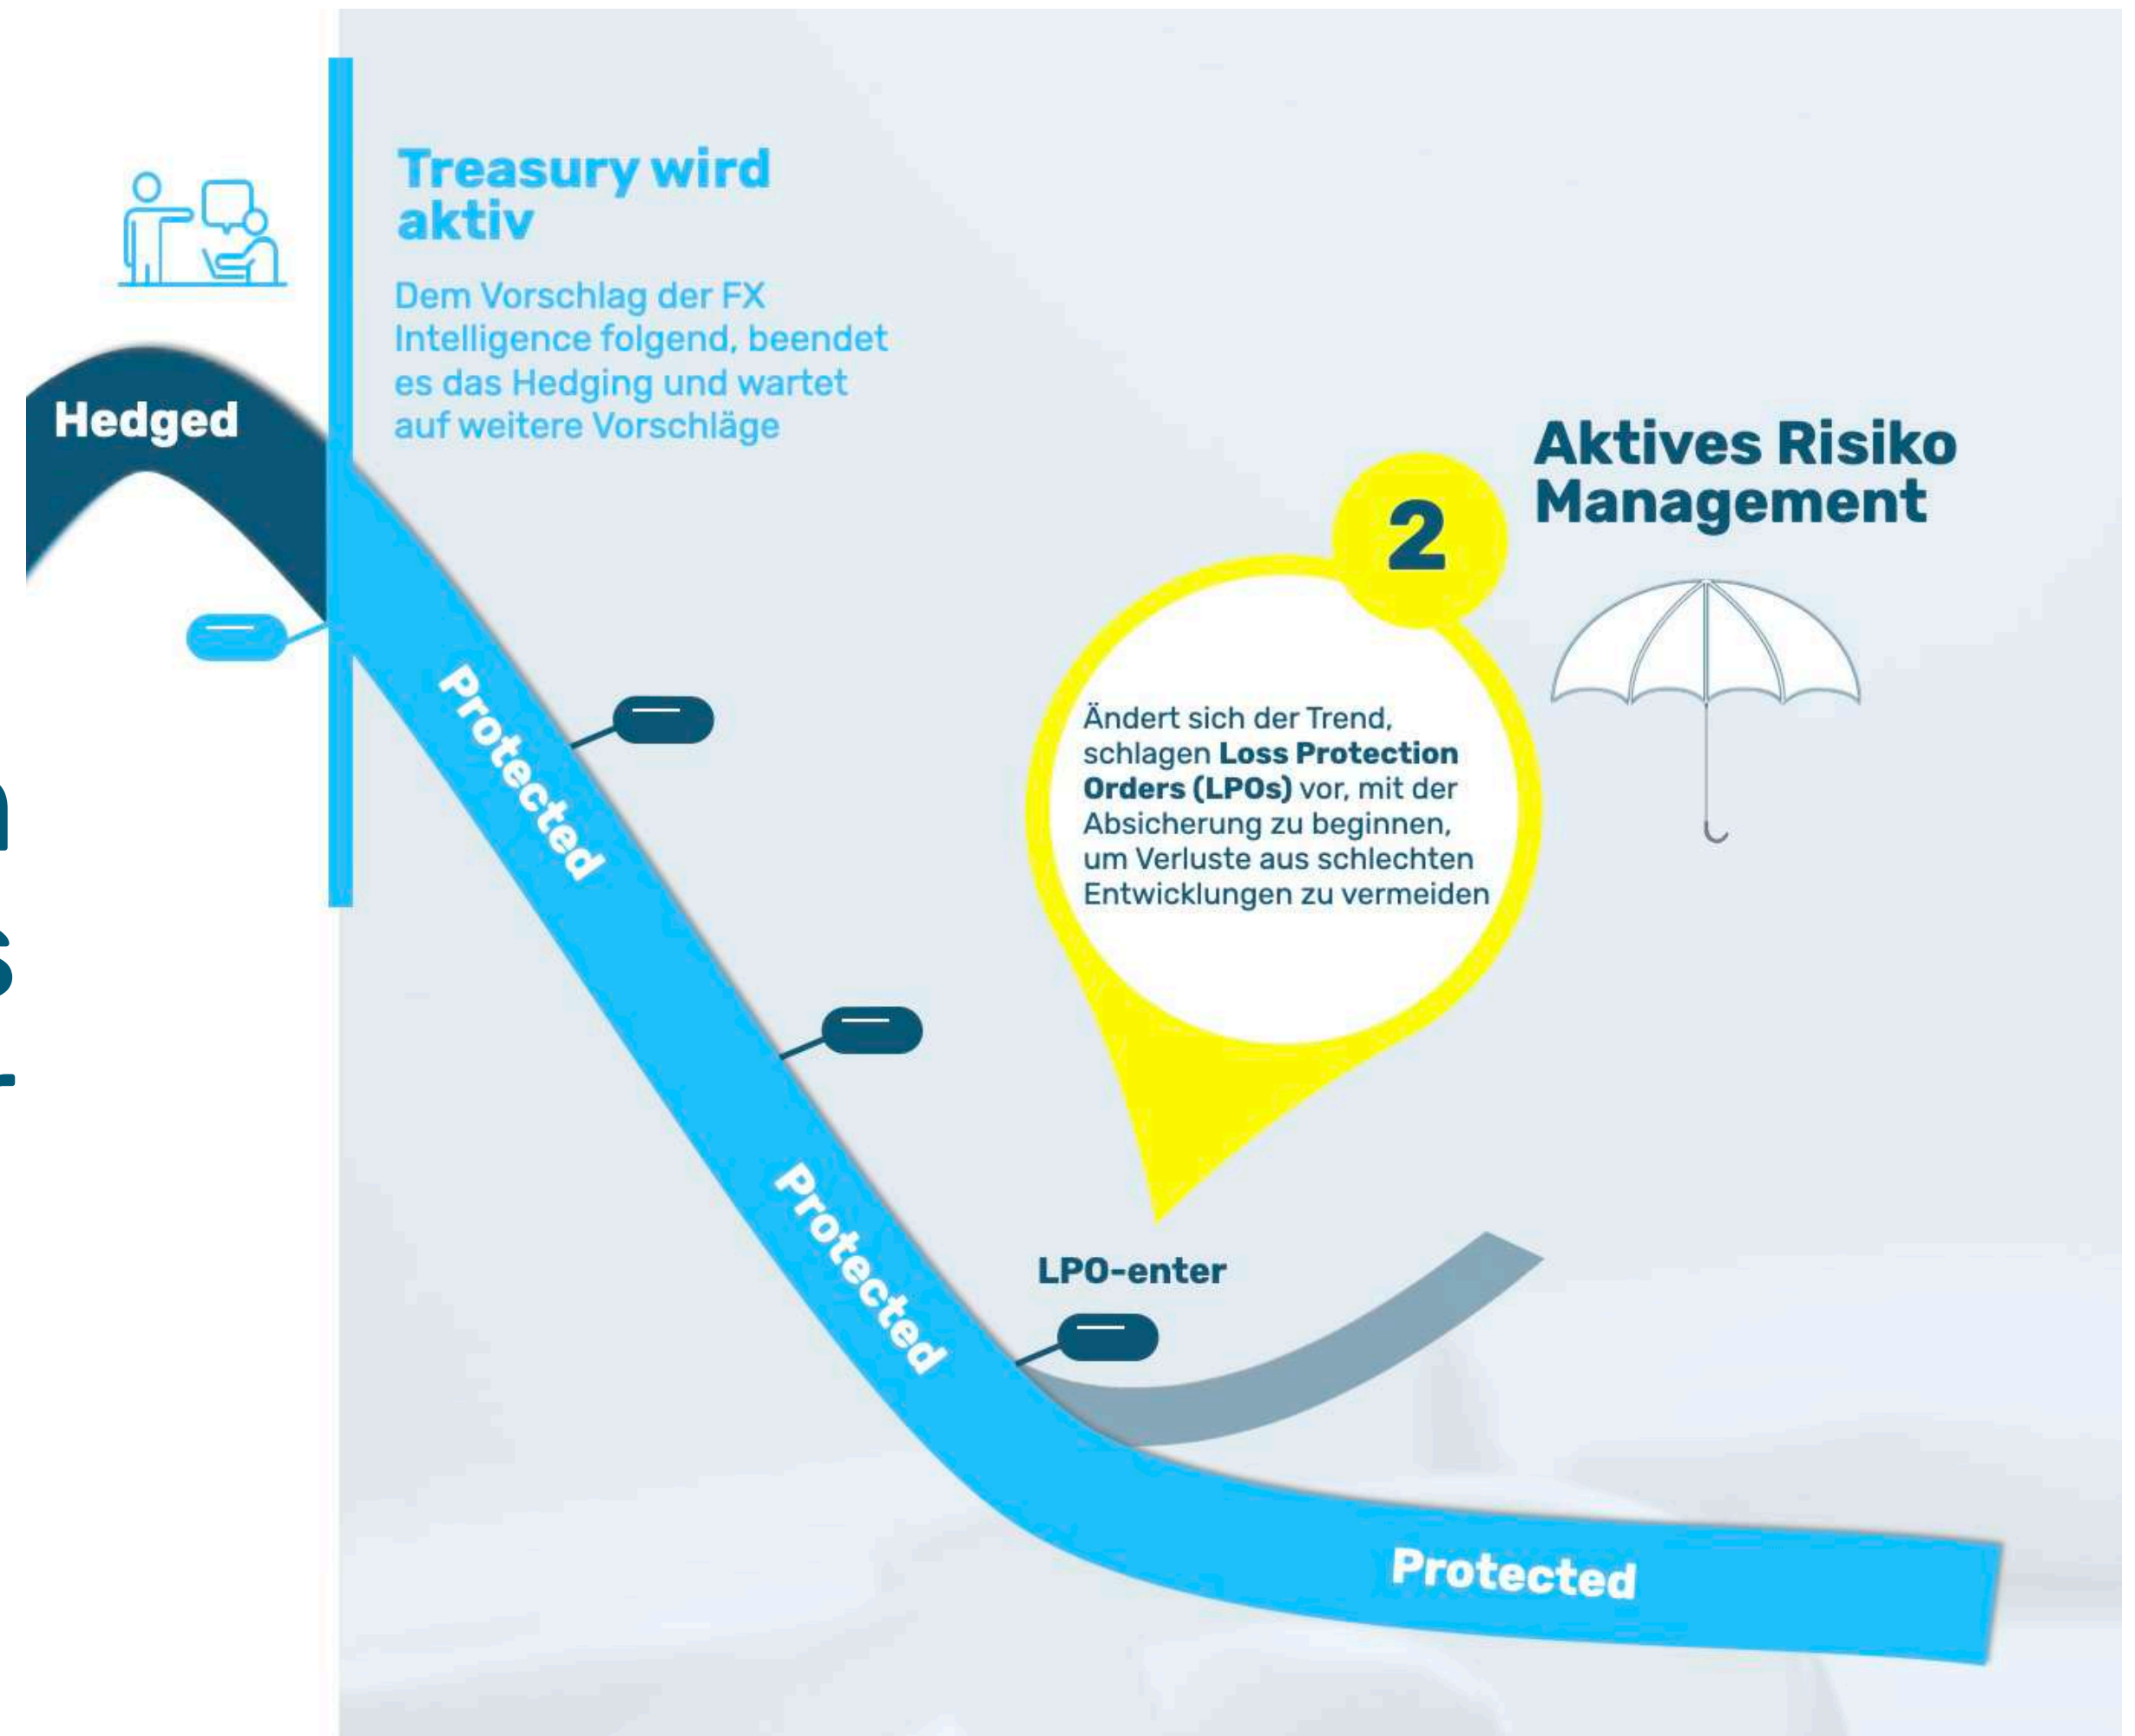 Treasury wird
aktiv
Dem Vorschlag der FX
Intelligence folgend, beendet
es das Hedging und wartet
auf weitere Vorschläge
Hedged
Aktives Risiko
Management
2
Ändert sich der Trend,
schlagen Loss Protection
Orders (LPOs) vor, mit der
Absicherung zu beginnen,
um Verluste aus schlechten
Entwicklungen zu vermeiden
Protected
Protected
LPO-enter
Protected